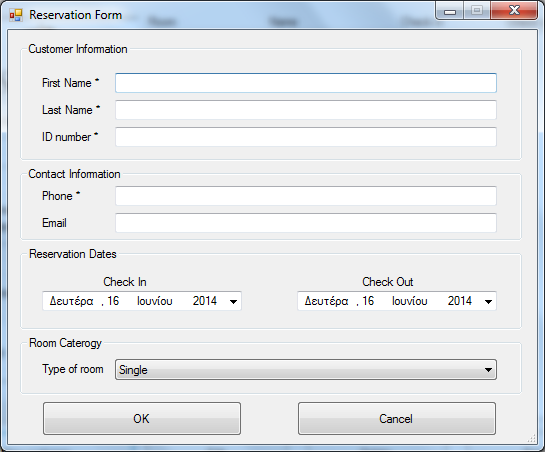 Reservation Form
Customer Information
First Name *
Last Name *
ID number *
Contact Information
Phone *
Email
Reservation Dates
Check In Check Out
Δευτέρα , 16 Ιουνίου 2014 Δευτέρα , 16 Ιουνίου 2014
Room Caterogy
Type of room Single
OK Cancel